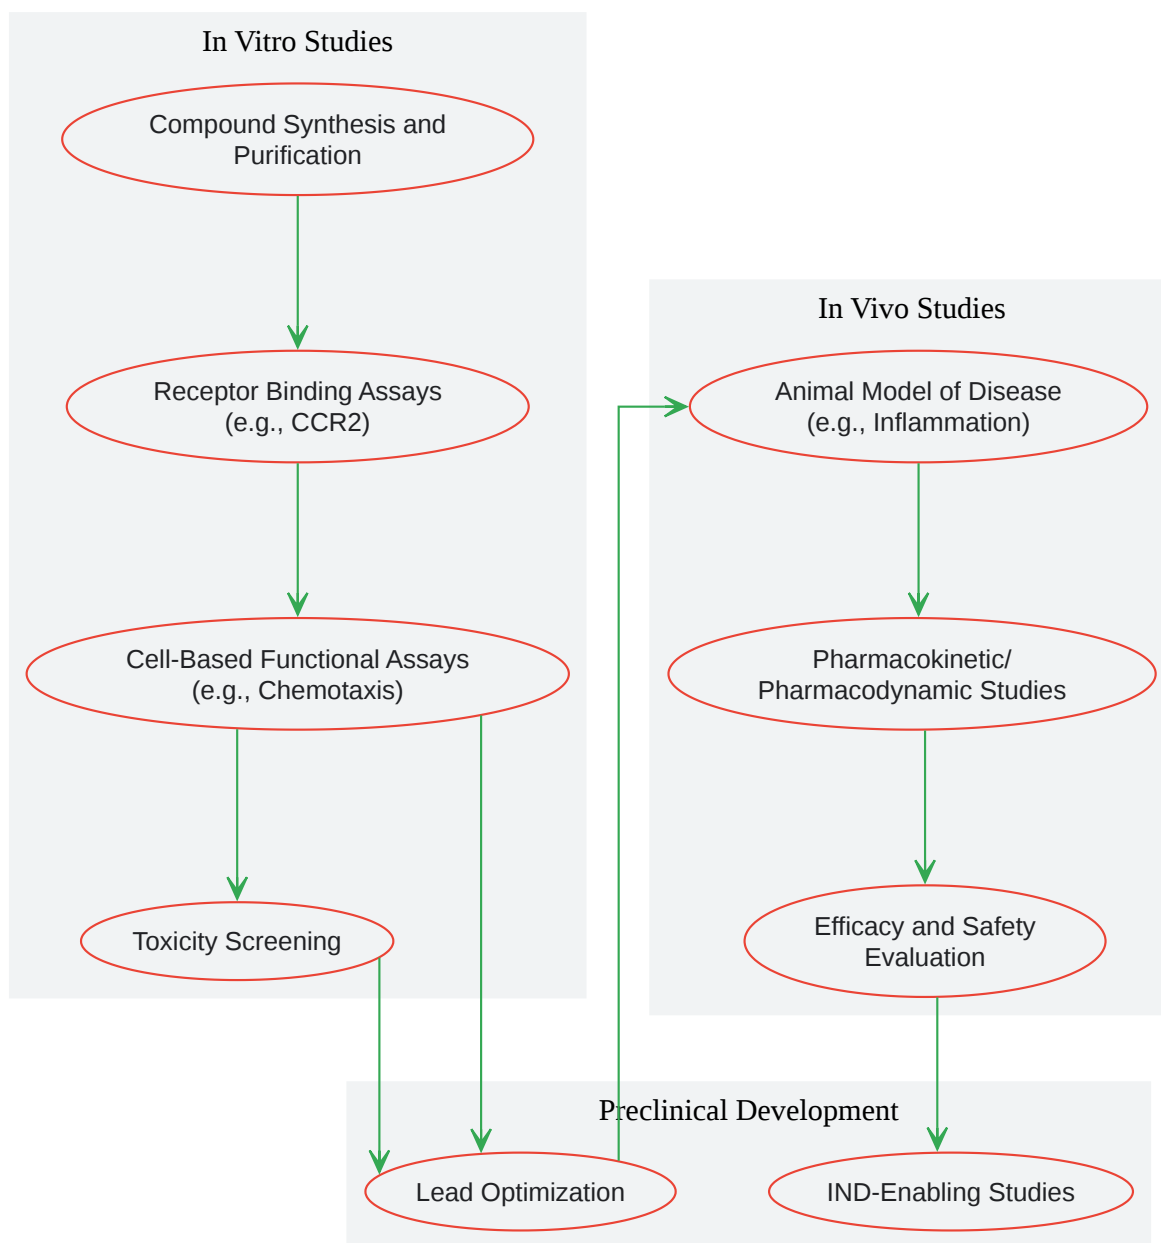 In Vitro Studies
Compound Synthesis and
Purification
Receptor Binding Assays
(e.g., CCR2)
Cell-Based Functional Assays
(e.g., Chemotaxis)
Toxicity Screening
In Vivo Studies
Animal Model of Disease
(e.g., Inflammation)
Pharmacokinetic/
Pharmacodynamic Studies
Efficacy and Safety
Evaluation
Preclinical Development
Lead Optimization
IND-Enabling Studies